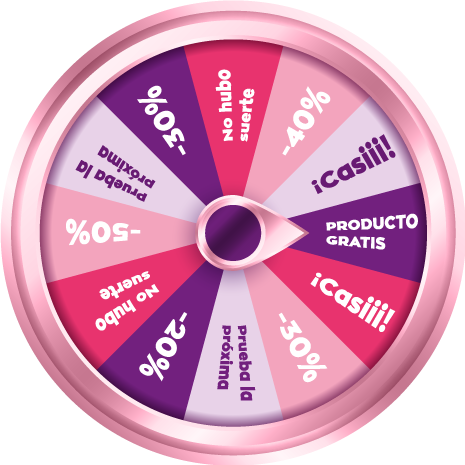 No hubo
suerte
-40%
¡Casiii!
PRODUCTO
GRATIS
¡Casiii!
-30%
prueba la
próxima
-20%
No hubo
suerte
-50%
prueba la
próxima
-30%